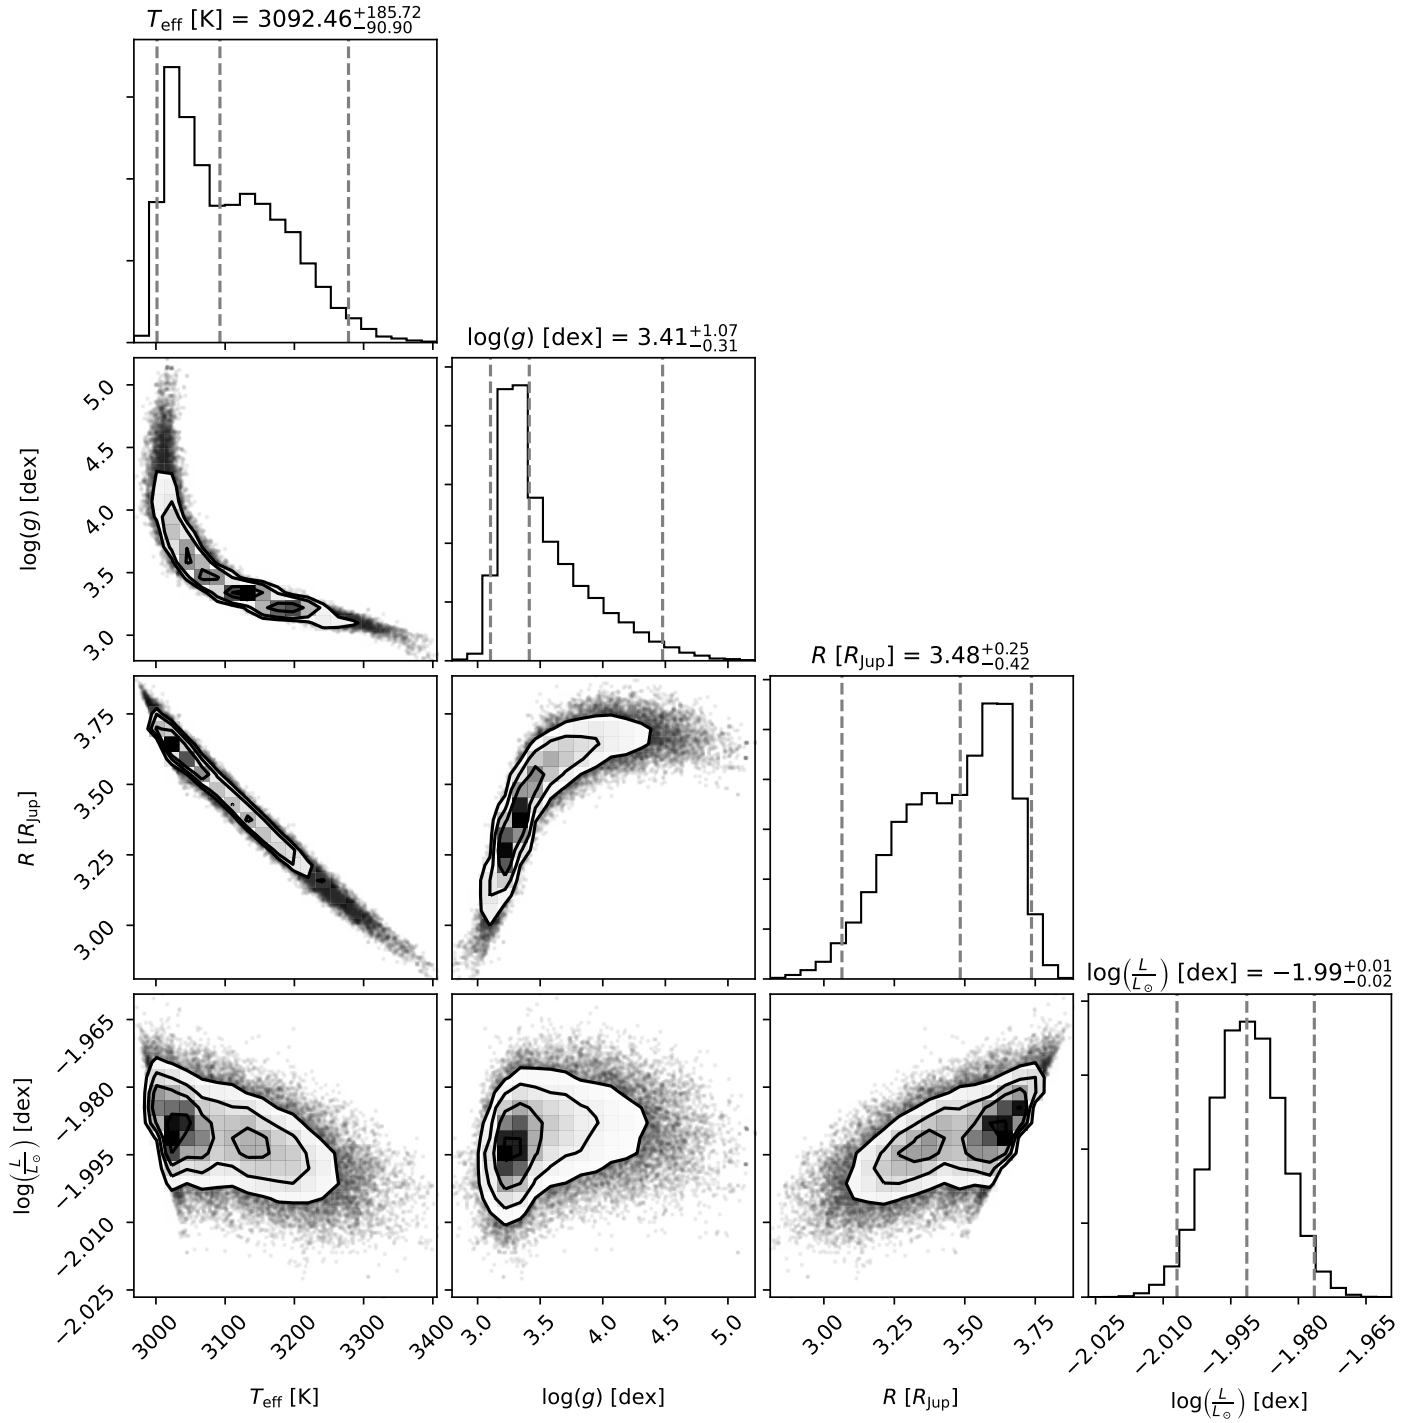 T_eff [K] = 3092.46 +185.72 −90.90
log(g) [dex] = 3.41 +1.07 −0.31
R [R_Jup] = 3.48 +0.25 −0.42
log(L/L☉) [dex] = −1.99 +0.01 −0.02
log(g) [dex]
5.0
4.5
4.0
3.5
3.0
R [R_Jup]
3.75
3.50
3.25
3.00
log(L/L☉) [dex]
−1.965
−1.980
−1.995
−2.010
−2.025
3000 3100 3200 3300 3400
T_eff [K]
3.0 3.5 4.0 4.5 5.0
log(g) [dex]
3.00 3.25 3.50 3.75
R [R_Jup]
−2.025 −2.010 −1.995 −1.980 −1.965
log(L/L☉) [dex]